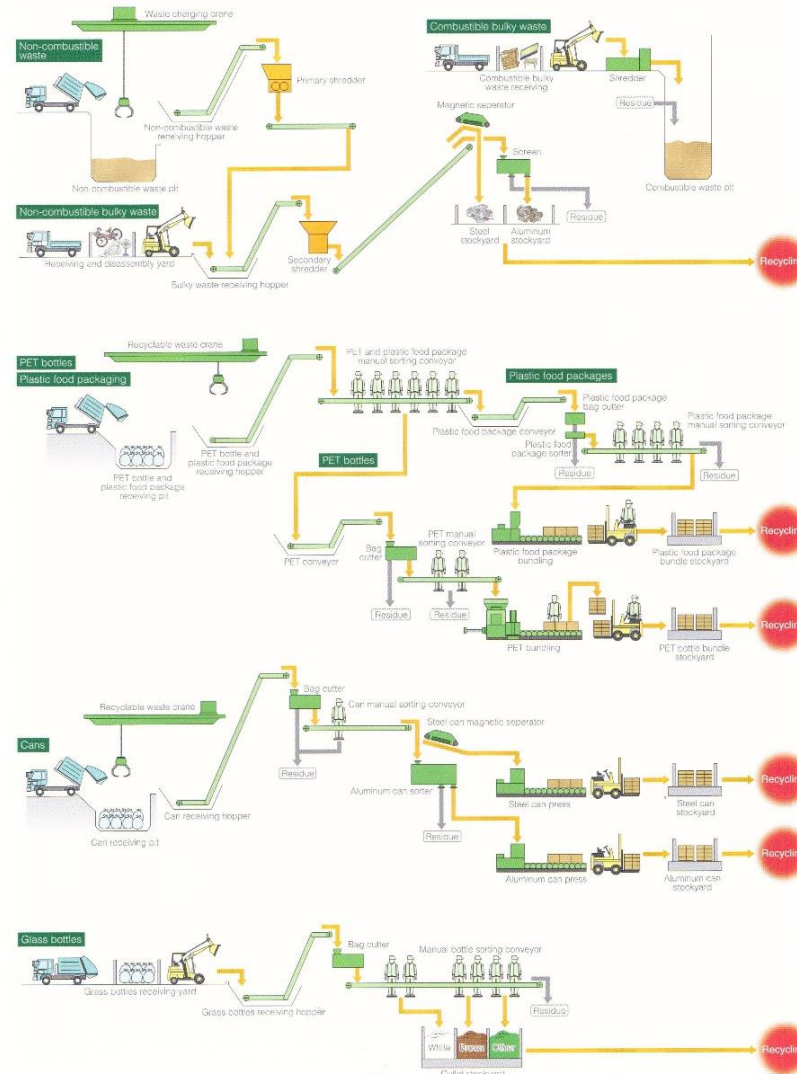 Waste charging crane
Non-combustible
waste
Primary shredder
Non-combustible waste
receiving hopper
Non-combustible waste pit
Combustible bulky waste
Combustible bulky
waste receiving
Shredder
Residue
Combustible waste pit
Magnetic seperator
Screen
Residue
Steel
stockyard
Aluminum
stockyard
Non-combustible bulky waste
Receiving and disassembly yard
Bulky waste receiving hopper
Secondary
shredder
Recyclin
PET bottles
Plastic food packaging
Recyclable waste crane
PET bottle and
plastic food package
receiving pit
PET bottle and
plastic food package
receiving hopper
PET and plastic food package
manual sorting conveyor
Plastic food packages
Plastic food package conveyor
Plastic food package
bag cutter
Plastic food
package sorter
Plastic food package
manual sorting conveyor
Residue
Residue
PET bottles
Plastic food package
bundling
Plastic food package
bundle stockyard
Recyclin
PET conveyor
Bag
cutter
PET manual
sorting conveyor
Residue
Residue
PET bundling
PET bottle bundle
stockyard
Recyclin
Cans
Recyclable waste crane
Can receiving pit
Can receiving hopper
Bag cutter
Can manual sorting conveyor
Residue
Steel can magnetic seperator
Aluminum can sorter
Residue
Steel can press
Steel can
stockyard
Recyclin
Aluminum can press
Aluminum can
stockyard
Recyclin
Glass bottles
Grass bottles receiving yard
Grass bottles receiving hopper
Bag cutter
Manual bottle sorting conveyor
Residue
White
Brown
Other
Recyclin